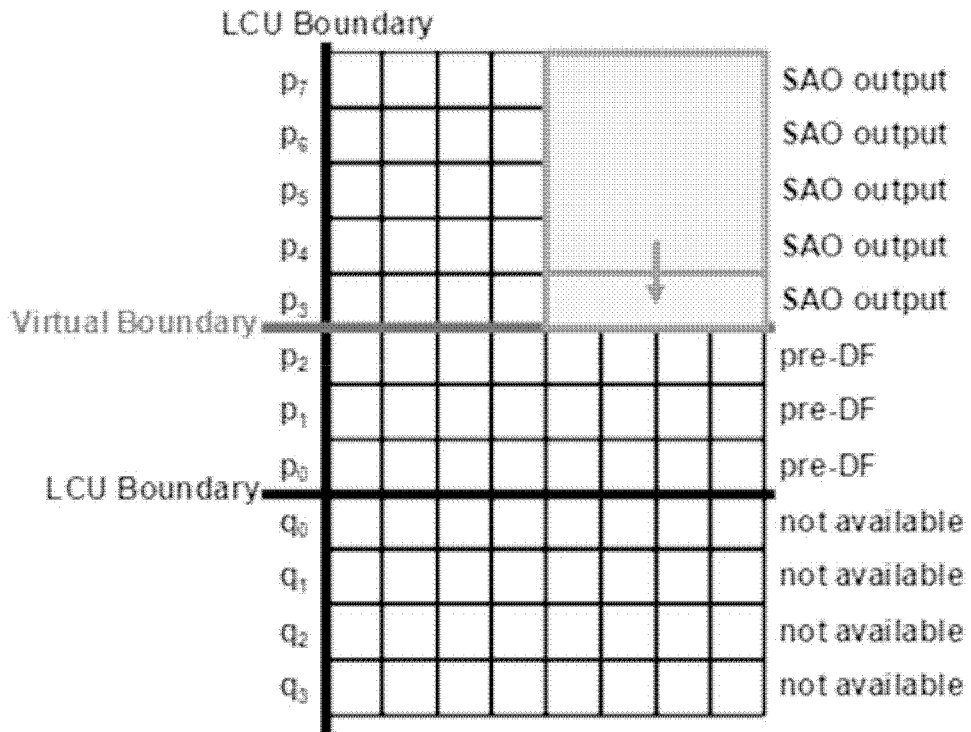 LCU Boundary
p₇ SAO output
p₆ SAO output
p₅ SAO output
p₄ SAO output
p₃ SAO output
Virtual Boundary
p₂ pre-DF
p₁ pre-DF
p₀ pre-DF
LCU Boundary
q₀ not available
q₁ not available
q₂ not available
q₃ not available